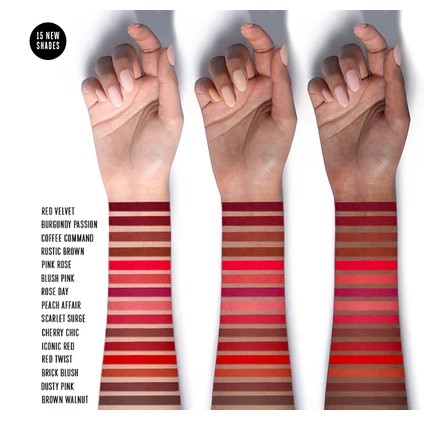 15 NEW
SHADES
RED VELVET
BURGUNDY PASSION
COFFEE COMMAND
RUSTIC BROWN
PINK ROSE
BLUSH PINK
ROSE DAY
PEACH AFFAIR
SCARLET SURGE
CHERRY CHIC
ICONIC RED
RED TWIST
BRICK BLUSH
DUSTY PINK
BROWN WALNUT